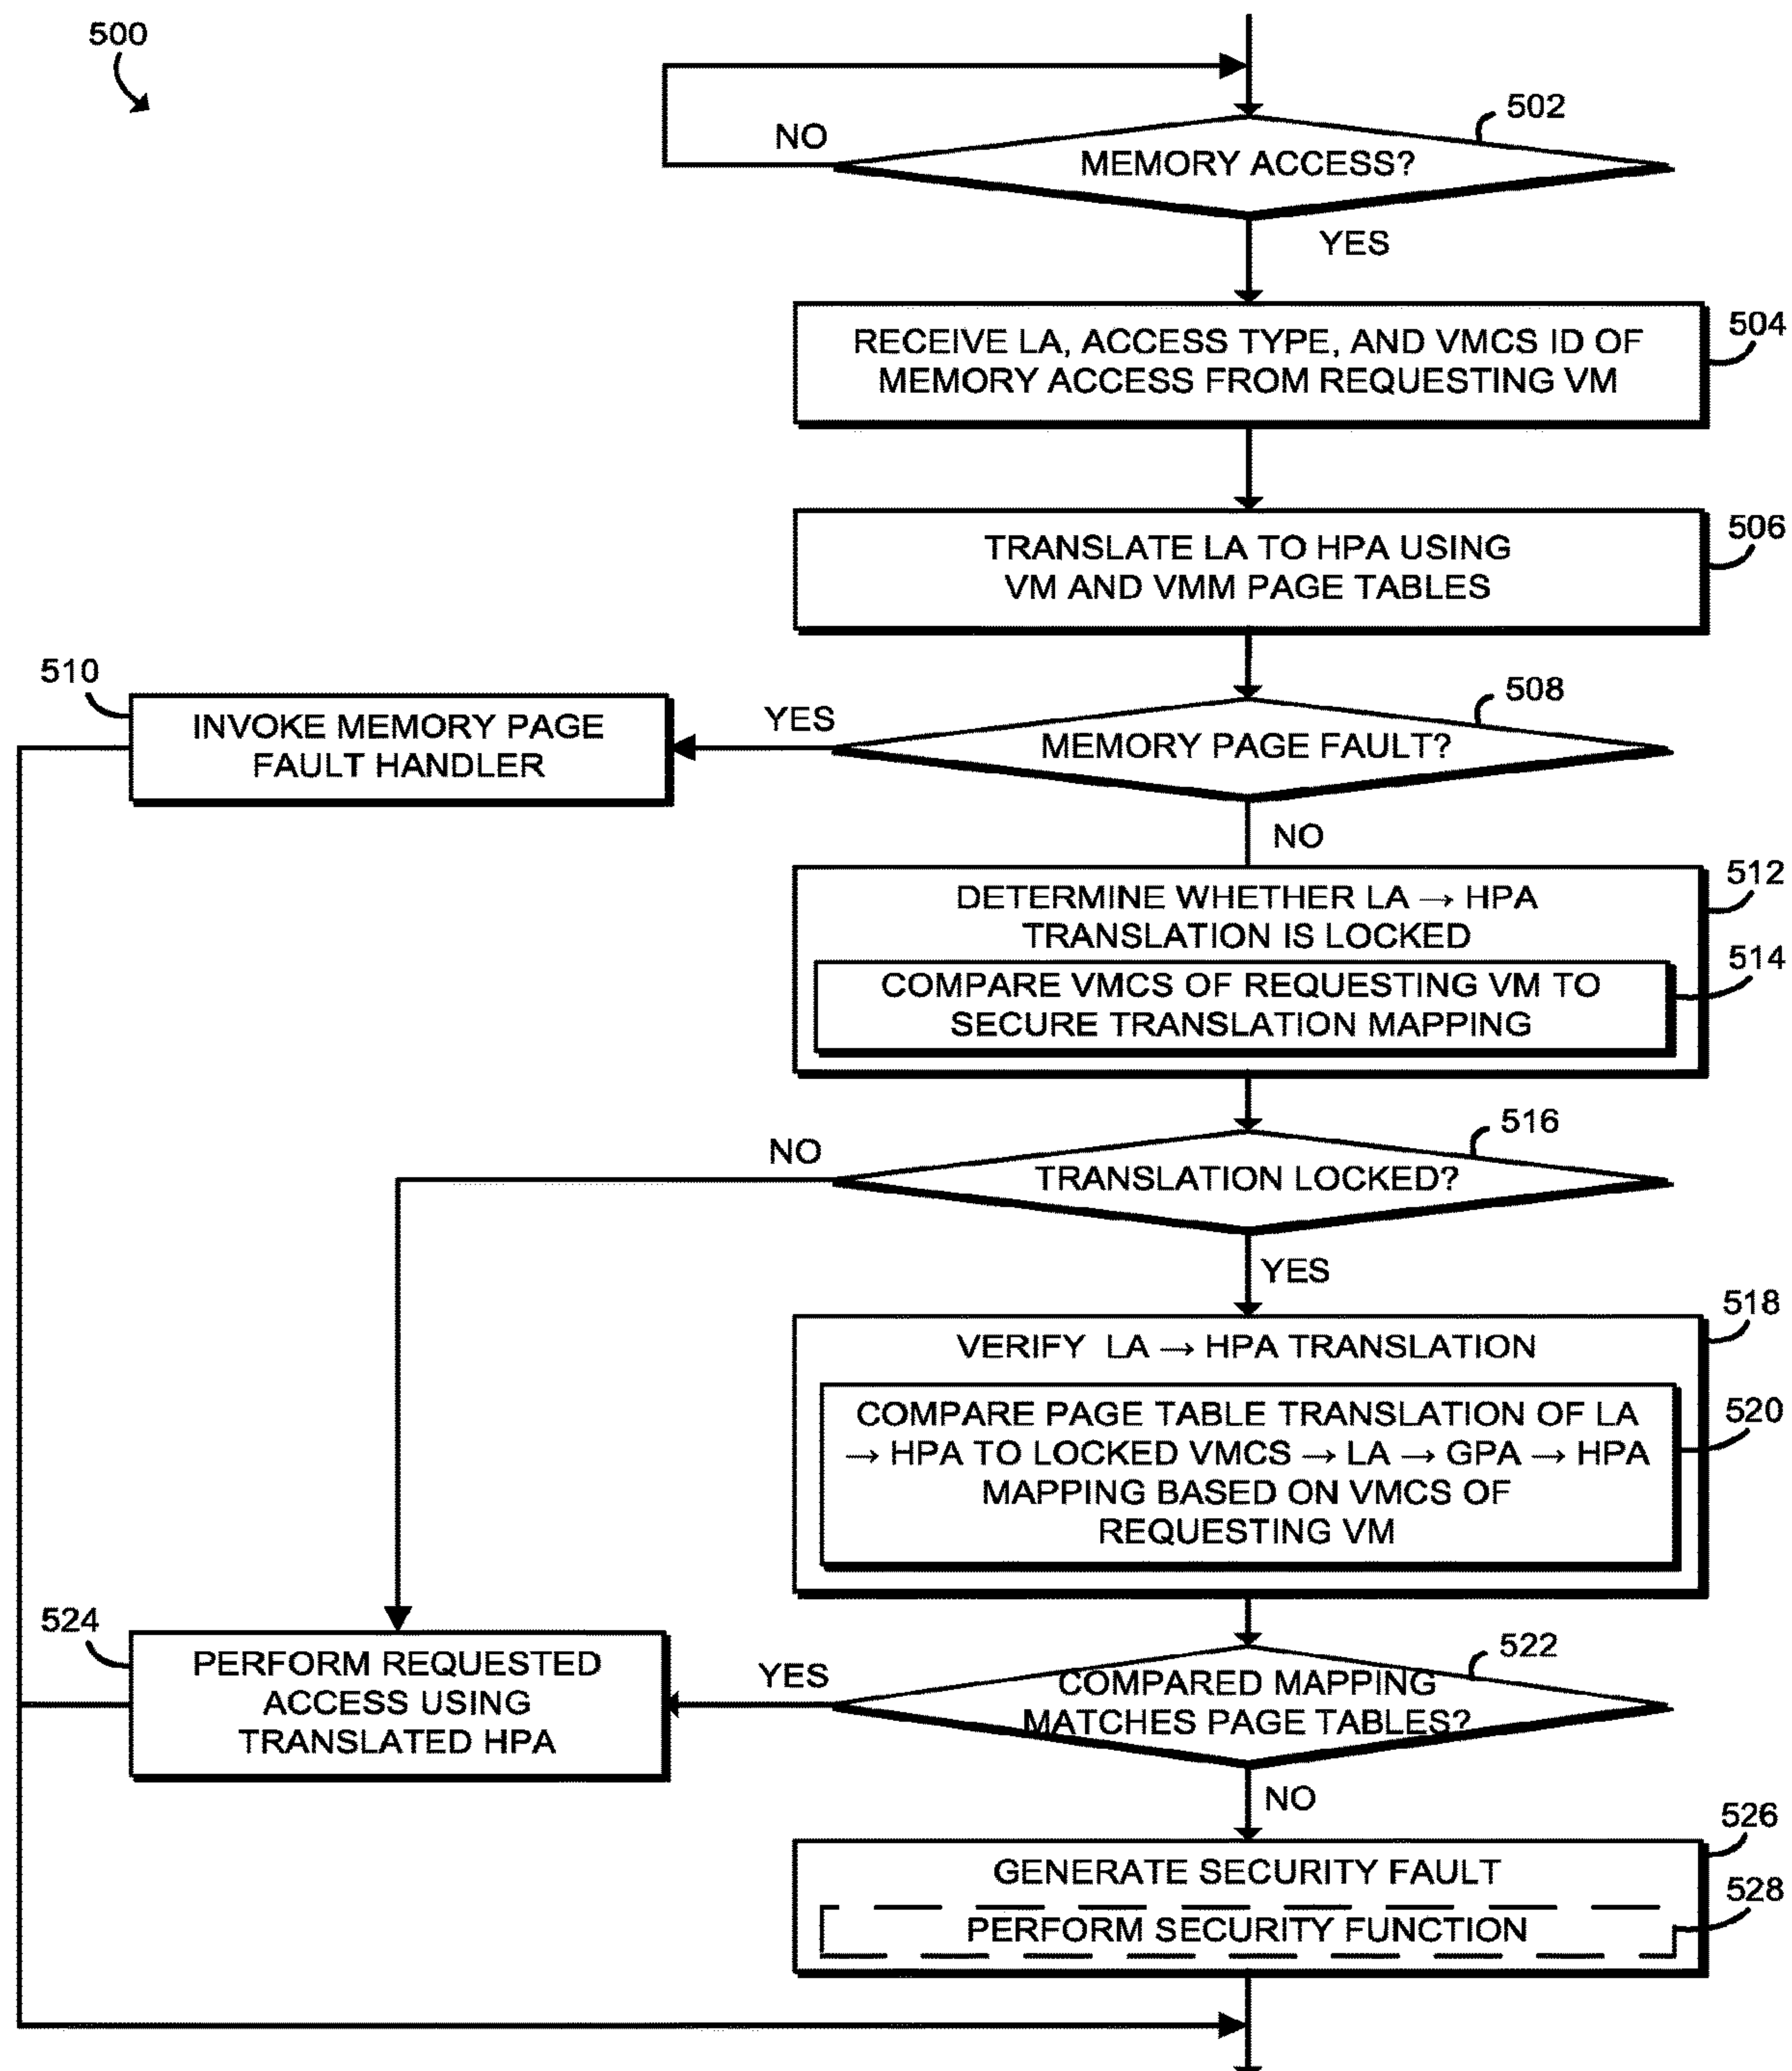 500
502
NO
MEMORY ACCESS?
YES
504
RECEIVE LA, ACCESS TYPE, AND VMCS ID OF
MEMORY ACCESS FROM REQUESTING VM
506
TRANSLATE LA TO HPA USING
VM AND VMM PAGE TABLES
510
508
INVOKE MEMORY PAGE
FAULT HANDLER
YES
MEMORY PAGE FAULT?
NO
512
DETERMINE WHETHER LA → HPA
TRANSLATION IS LOCKED
514
COMPARE VMCS OF REQUESTING VM TO
SECURE TRANSLATION MAPPING
516
NO
TRANSLATION LOCKED?
YES
518
VERIFY LA → HPA TRANSLATION
520
COMPARE PAGE TABLE TRANSLATION OF LA
→ HPA TO LOCKED VMCS → LA → GPA → HPA
MAPPING BASED ON VMCS OF
REQUESTING VM
524
522
PERFORM REQUESTED
ACCESS USING
TRANSLATED HPA
YES
COMPARED MAPPING
MATCHES PAGE TABLES?
NO
526
GENERATE SECURITY FAULT
528
PERFORM SECURITY FUNCTION